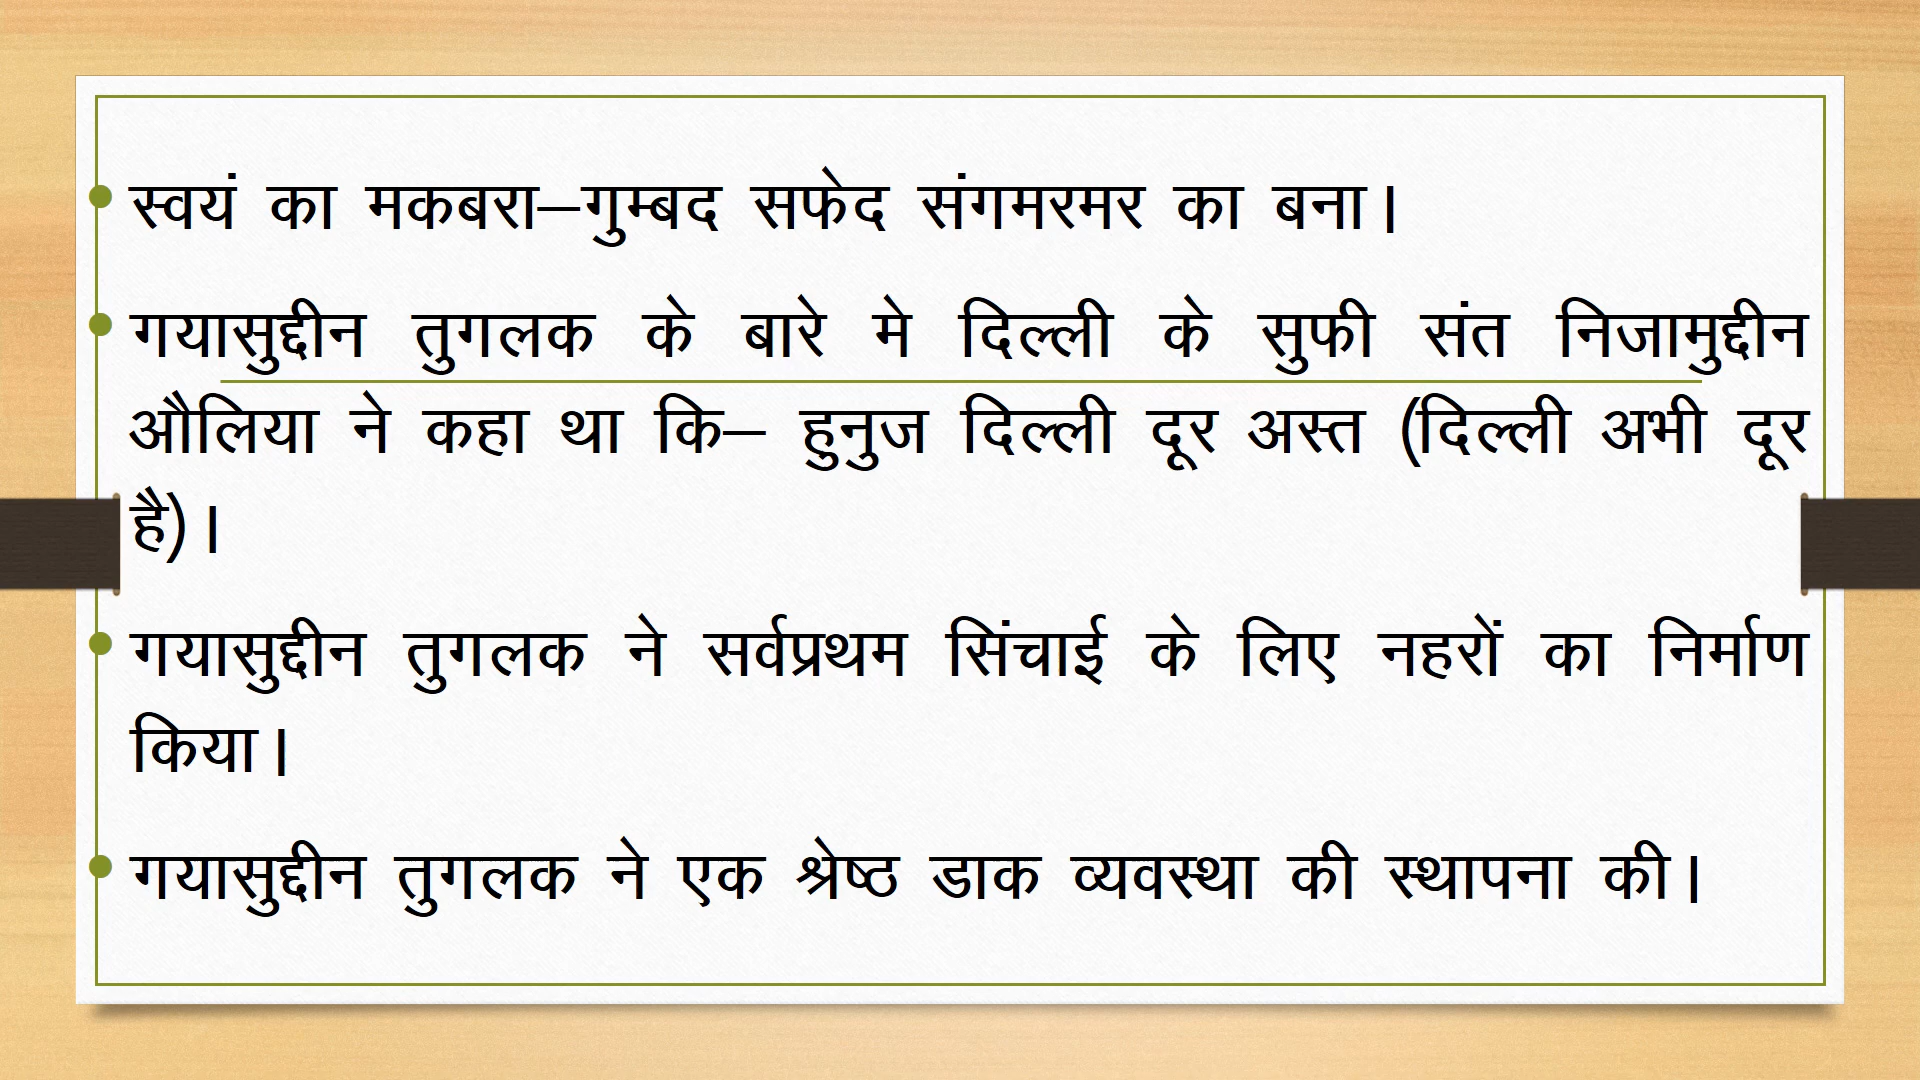 स्वयं का मकबरा–गुम्बद सफेद संगमरमर का बना।
गयासुद्दीन तुगलक के बारे मे दिल्ली के सुफी संत निजामुद्दीन
औलिया ने कहा था कि– हुनुज दिल्ली दूर अस्त (दिल्ली अभी दूर
है)।
गयासुद्दीन तुगलक ने सर्वप्रथम सिंचाई के लिए नहरों का निर्माण
किया।
गयासुद्दीन तुगलक ने एक श्रेष्ठ डाक व्यवस्था की स्थापना की।